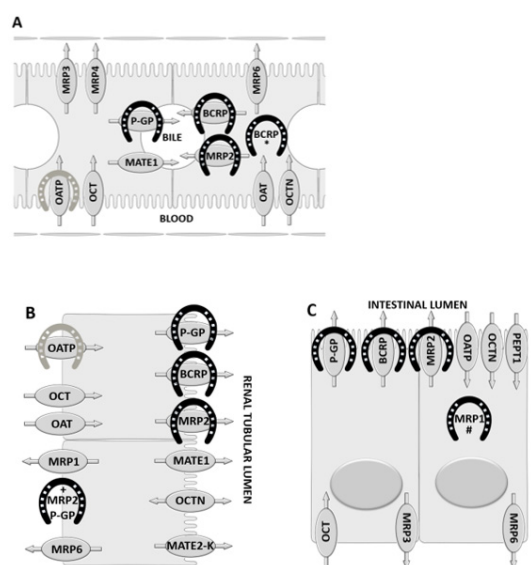 A
MRP3
MRP4
MRP6
P-GP
BCRP
BILE
BCRP
*
MATE1
MRP2
OATP
OCT
OAT
OCTN
BLOOD
B
OATP
P-GP
OCT
BCRP
OAT
MRP2
MRP1
MATE1
+
MRP2
P-GP
OCTN
MRP6
MATE2-K
RENAL TUBULAR LUMEN
C
INTESTINAL LUMEN
P-GP
BCRP
MRP2
OATP
OCTN
PEPT1
MRP1
#
OCT
MRP3
MRP6